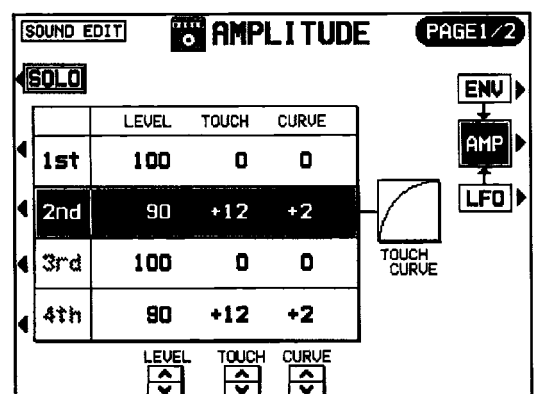 SOUND EDIT AMPLITUDE PAGE1/2
SOLO
ENV
LEVEL TOUCH CURVE
AMP
1st 100 0 0
2nd 90 +12 +2
LFO
3rd 100 0 0
TOUCH
CURVE
4th 90 +12 +2
LEVEL TOUCH CURVE